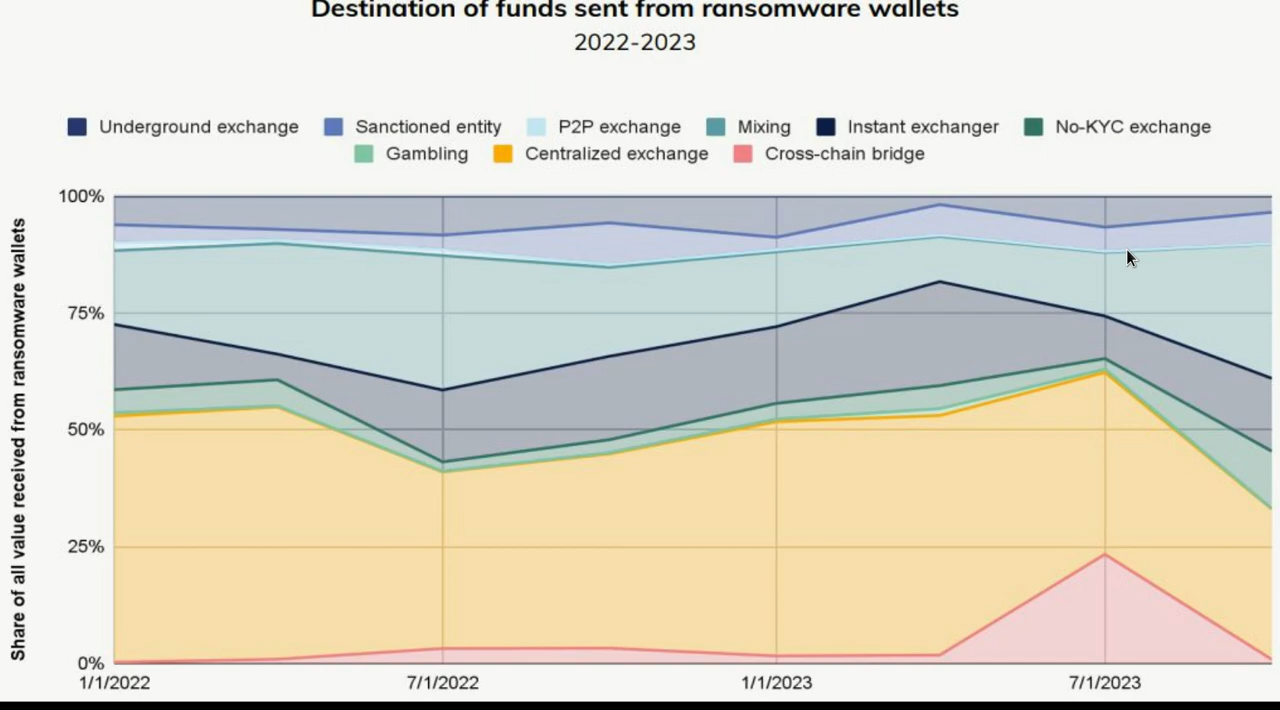 Destination of funds sent from ransomware wallets
2022-2023
Underground exchange Sanctioned entity P2P exchange Mixing Instant exchanger No-KYC exchange
Gambling Centralized exchange Cross-chain bridge
Share of all value received from ransomware wallets
100%
75%
50%
25%
0%
1/1/2022 7/1/2022 1/1/2023 7/1/2023